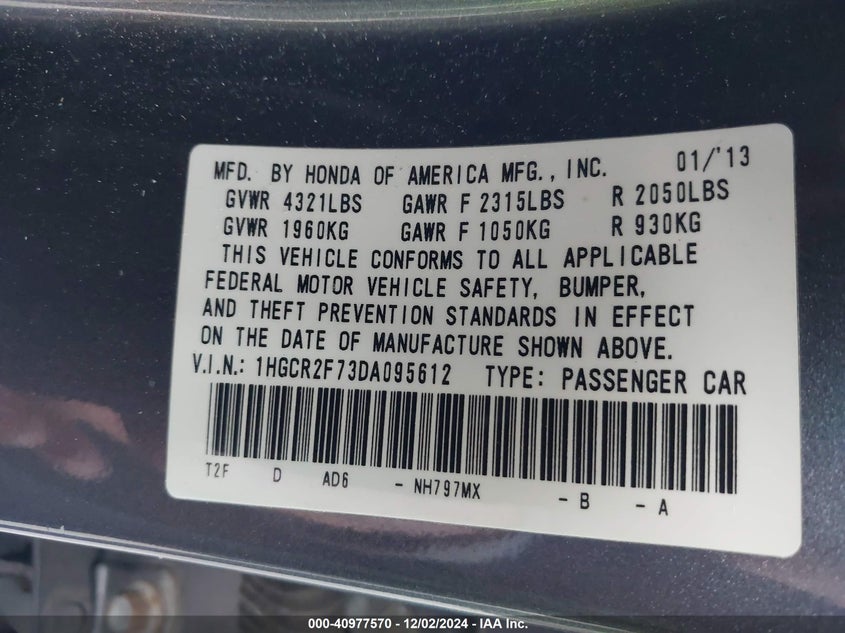 MFD. BY HONDA OF AMERICA MFG., INC. 01/'13
GVWR 4321LBS GAWR F 2315LBS R 2050LBS
GVWR 1960KG GAWR F 1050KG R 930KG
THIS VEHICLE CONFORMS TO ALL APPLICABLE
FEDERAL MOTOR VEHICLE SAFETY, BUMPER,
AND THEFT PREVENTION STANDARDS IN EFFECT
ON THE DATE OF MANUFACTURE SHOWN ABOVE.
V.I.N.: 1HGCR2F73DA095612 TYPE: PASSENGER CAR
T2F D AD6 - NH797MX - B - A
000-40977570 - 12/02/2024 - IAA Inc.